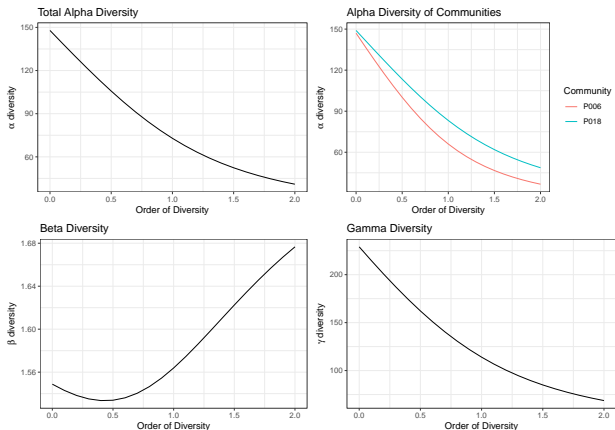 Total Alpha Diversity
150
120
90
60
α diversity
0.0 0.5 1.0 1.5 2.0
Order of Diversity
Alpha Diversity of Communities
150
120
90
60
α diversity
0.0 0.5 1.0 1.5 2.0
Order of Diversity
Community
P006
P018
Beta Diversity
1.68
1.64
1.60
1.56
β diversity
0.0 0.5 1.0 1.5 2.0
Order of Diversity
Gamma Diversity
200
150
100
γ diversity
0.0 0.5 1.0 1.5 2.0
Order of Diversity